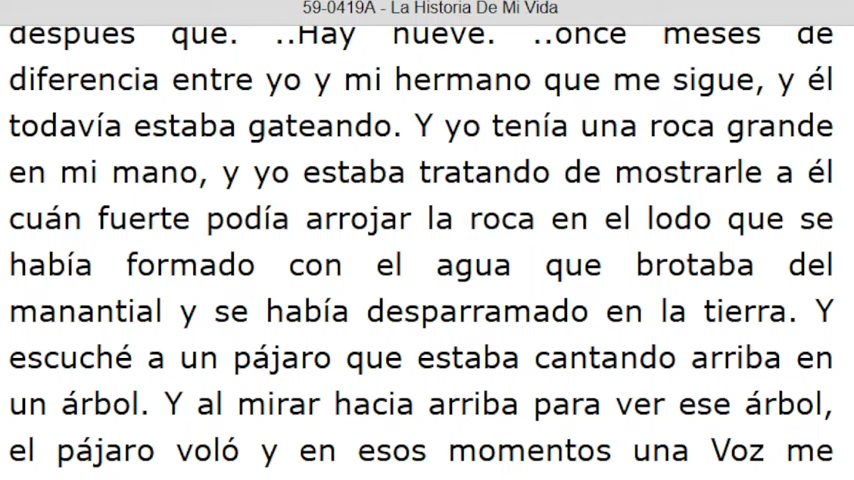 59-0419A - La Historia De Mi Vida
después que. ..Hay nueve. ..once meses de
diferencia entre yo y mi hermano que me sigue, y él
todavía estaba gateando. Y yo tenía una roca grande
en mi mano, y yo estaba tratando de mostrarle a él
cuán fuerte podía arrojar la roca en el lodo que se
había formado con el agua que brotaba del
manantial y se había desparramado en la tierra. Y
escuché a un pájaro que estaba cantando arriba en
un árbol. Y al mirar hacia arriba para ver ese árbol,
el pájaro voló y en esos momentos una Voz me